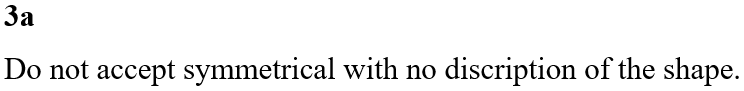 3a
Do not accept symmetrical with no discription of the shape.